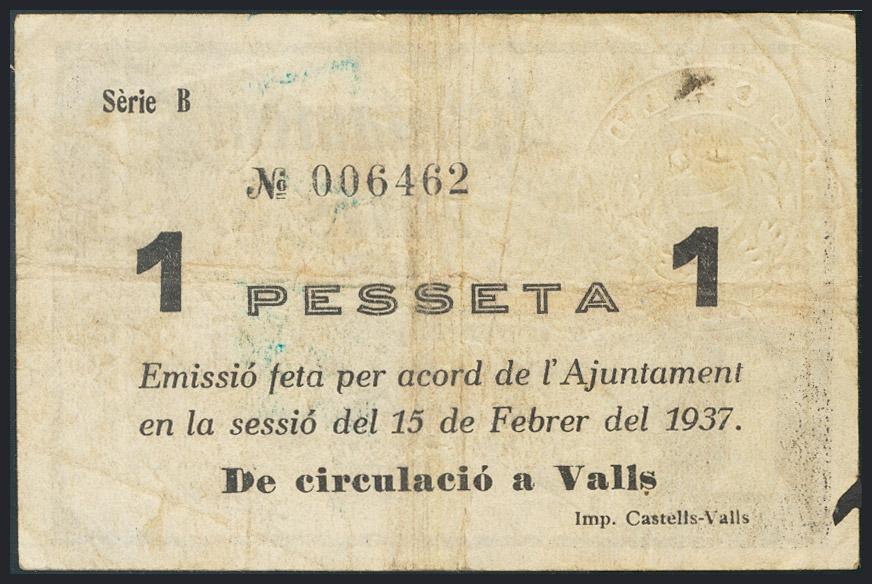 Sèrie B
Nº 006462
1 PESSETA 1
Emissió feta per acord de l'Ajuntament
en la sessió del 15 de Febrer del 1937.
De circulació a Valls
Imp. Castells-Valls